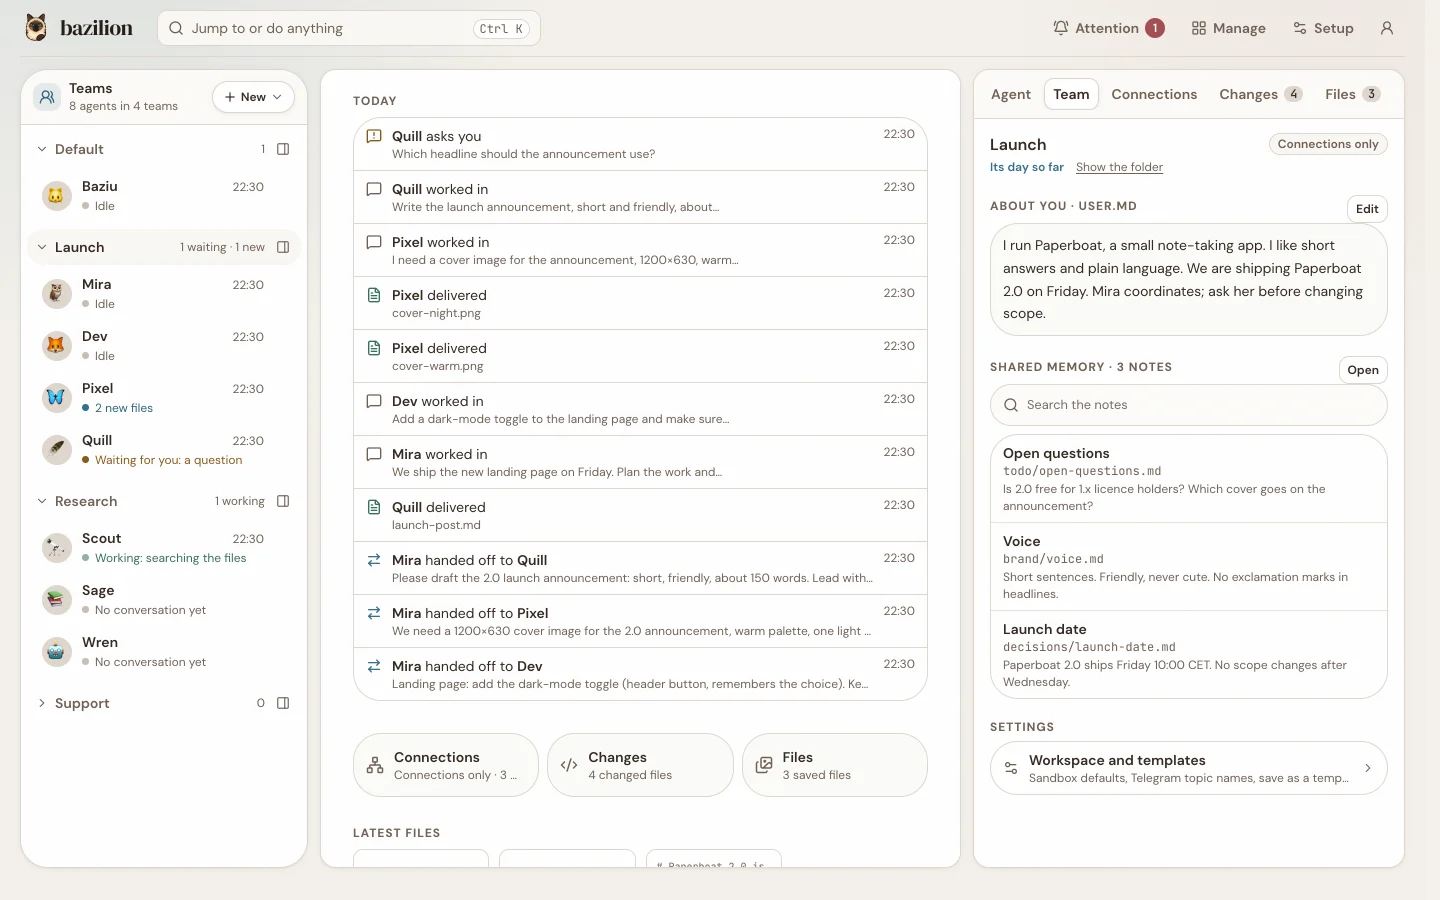 bazilion
Jump to or do anything
Ctrl K
Attention 1
Manage
Setup
Teams
8 agents in 4 teams
+ New
Default 1
Baziu 22:30
Idle
Launch 1 waiting · 1 new
Mira 22:30
Idle
Dev 22:30
Idle
Pixel 22:30
2 new files
Quill 22:30
Waiting for you: a question
Research 1 working
Scout 22:30
Working: searching the files
Sage
No conversation yet
Wren
No conversation yet
Support 0
TODAY
Quill asks you 22:30
Which headline should the announcement use?
Quill worked in 22:30
Write the launch announcement, short and friendly, about...
Pixel worked in 22:30
I need a cover image for the announcement, 1200×630, warm...
Pixel delivered 22:30
cover-night.png
Pixel delivered 22:30
cover-warm.png
Dev worked in 22:30
Add a dark-mode toggle to the landing page and make sure...
Mira worked in 22:30
We ship the new landing page on Friday. Plan the work and...
Quill delivered 22:30
launch-post.md
Mira handed off to Quill 22:30
Please draft the 2.0 launch announcement: short, friendly, about 150 words. Lead with...
Mira handed off to Pixel 22:30
We need a 1200×630 cover image for the 2.0 announcement, warm palette, one light ...
Mira handed off to Dev 22:30
Landing page: add the dark-mode toggle (header button, remembers the choice). Ke...
Connections
Connections only · 3 ...
Changes
4 changed files
Files
3 saved files
LATEST FILES
# Paperboat 2.0 is
Agent
Team
Connections
Changes 4
Files 3
Launch
Connections only
Its day so far
Show the folder
ABOUT YOU · USER.MD
Edit
I run Paperboat, a small note-taking app. I like short
answers and plain language. We are shipping Paperboat
2.0 on Friday. Mira coordinates; ask her before changing
scope.
SHARED MEMORY · 3 NOTES
Open
Search the notes
Open questions
todo/open-questions.md
Is 2.0 free for 1.x licence holders? Which cover goes on the
announcement?
Voice
brand/voice.md
Short sentences. Friendly, never cute. No exclamation marks in
headlines.
Launch date
decisions/launch-date.md
Paperboat 2.0 ships Friday 10:00 CET. No scope changes after
Wednesday.
SETTINGS
Workspace and templates
Sandbox defaults, Telegram topic names, save as a temp...